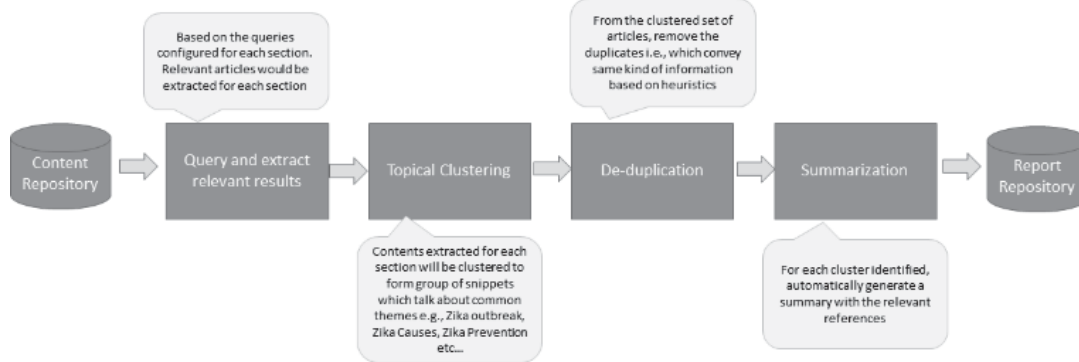 Based on the queries
configured for each section.
Relevant articles would be
extracted for each section
From the clustered set of
articles, remove the
duplicates i.e., which convey
same kind of information
based on heuristics
Content
Repository
Query and extract
relevant results
Topical Clustering
De-duplication
Summarization
Report
Repository
Contents extracted for each
section will be clustered to
form group of snippets
which talk about common
themes e.g., Zika outbreak,
Zika Causes, Zika Prevention
etc...
For each cluster identified,
automatically generate a
summary with the relevant
references